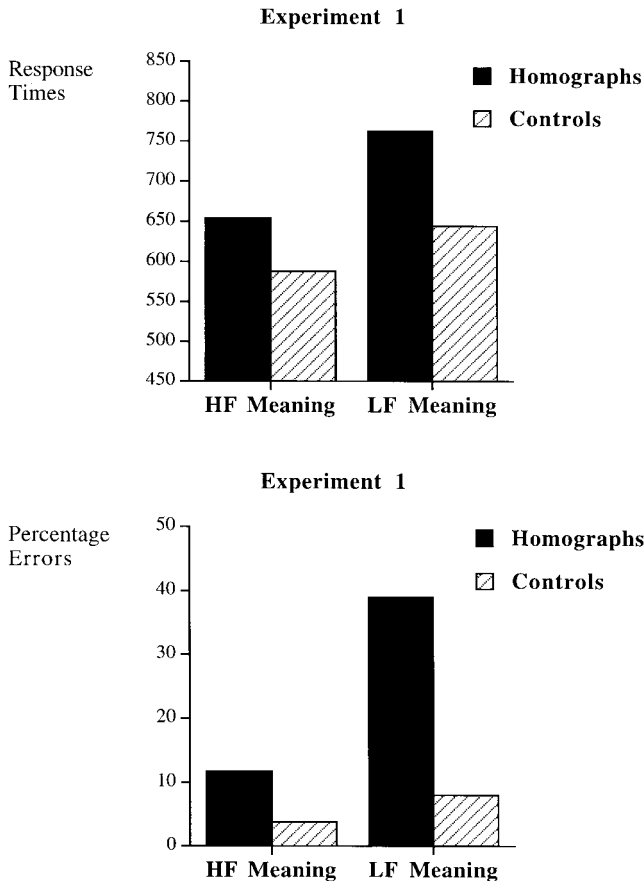 Experiment 1
Response
Times
850
800
750
700
650
600
550
500
450
Homographs
Controls
HF Meaning LF Meaning
Experiment 1
Percentage
Errors
50
40
30
20
10
0
Homographs
Controls
HF Meaning LF Meaning